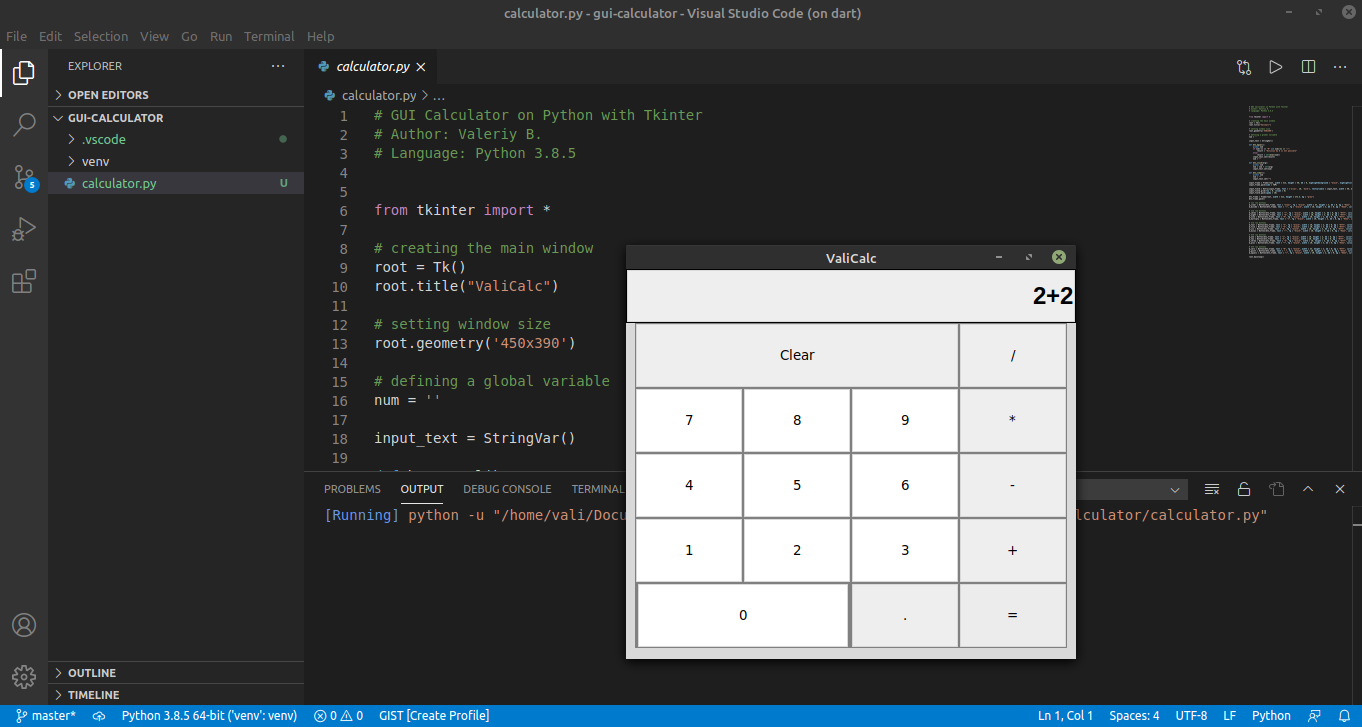 calculator.py - gui-calculator - Visual Studio Code (on dart)
File Edit Selection View Go Run Terminal Help
EXPLORER
OPEN EDITORS
GUI-CALCULATOR
.vscode
venv
calculator.py U
5
calculator.py
calculator.py > ...
1 # GUI Calculator on Python with Tkinter
2 # Author: Valeriy B.
3 # Language: Python 3.8.5
4
5
6 from tkinter import *
7
8 # creating the main window
9 root = Tk()
10 root.title("ValiCalc")
11
12 # setting window size
13 root.geometry('450x390')
14
15 # defining a global variable
16 num = ''
17
18 input_text = StringVar()
19
ValiCalc
2+2
Clear /
7 8 9 *
4 5 6 -
1 2 3 +
0 . =
PROBLEMS OUTPUT DEBUG CONSOLE TERMINAL
[Running] python -u "/home/vali/Docu lculator/calculator.py"
OUTLINE
TIMELINE
master* Python 3.8.5 64-bit ('venv': venv) 0 0 GIST [Create Profile] Ln 1, Col 1 Spaces: 4 UTF-8 LF Python